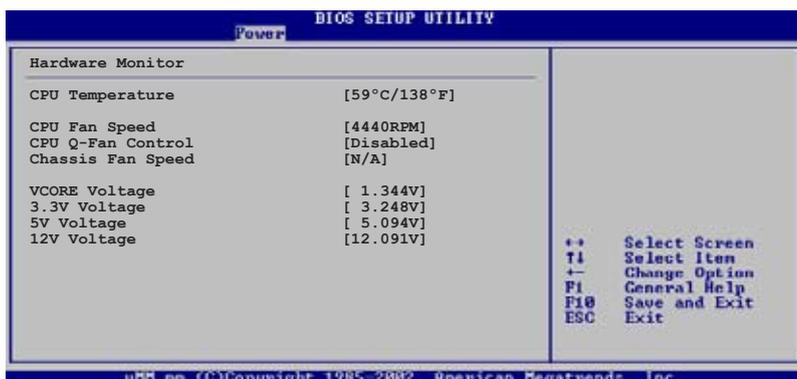 BIOS SETUP UTILITY
Power
Hardware Monitor
CPU Temperature [59°C/138°F]
CPU Fan Speed [4440RPM]
CPU Q-Fan Control [Disabled]
Chassis Fan Speed [N/A]
VCORE Voltage [ 1.344V]
3.3V Voltage [ 3.248V]
5V Voltage [ 5.094V]
12V Voltage [12.091V]
←→ Select Screen
↑↓ Select Item
+- Change Option
F1 General Help
F10 Save and Exit
ESC Exit
(C)Copyright 1985-2002, American Megatrends, Inc.